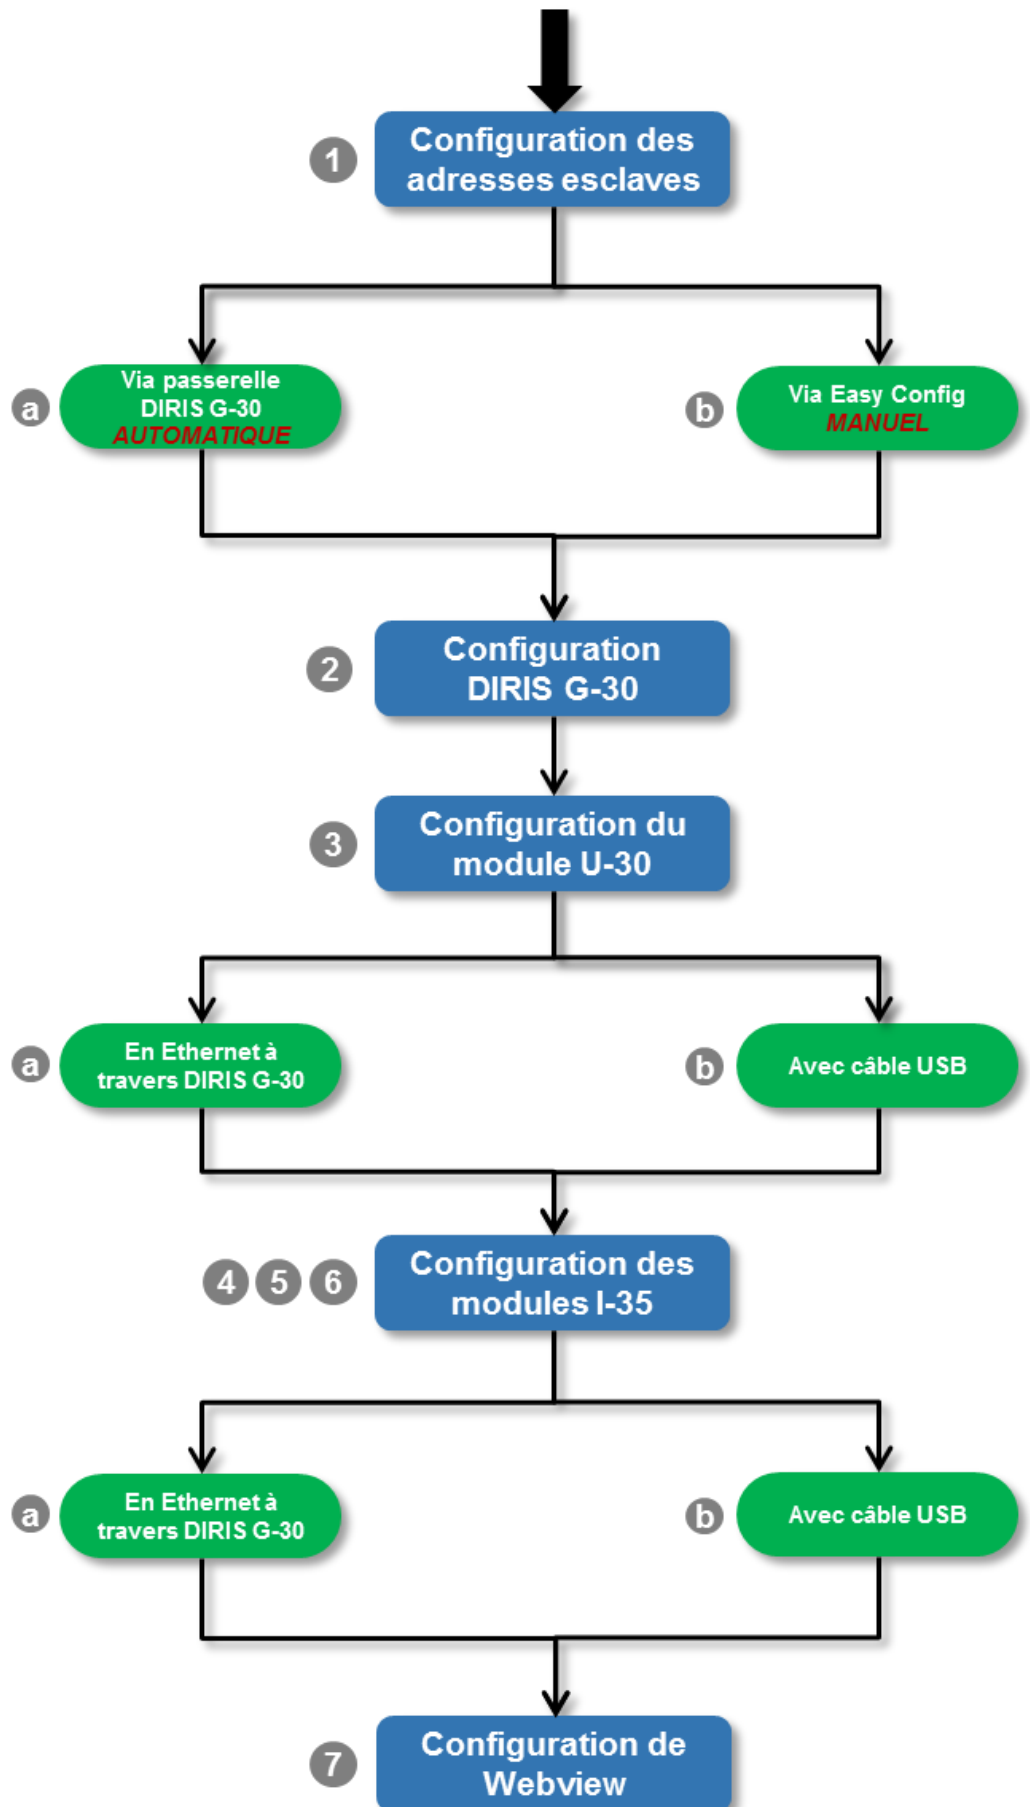 1
Configuration des
adresses esclaves
a
Via passerelle
DIRIS G-30
AUTOMATIQUE
b
Via Easy Config
MANUEL
2
Configuration
DIRIS G-30
3
Configuration du
module U-30
a
En Ethernet à
travers DIRIS G-30
b
Avec câble USB
4 5 6
Configuration des
modules I-35
a
En Ethernet à
travers DIRIS G-30
b
Avec câble USB
7
Configuration de
Webview